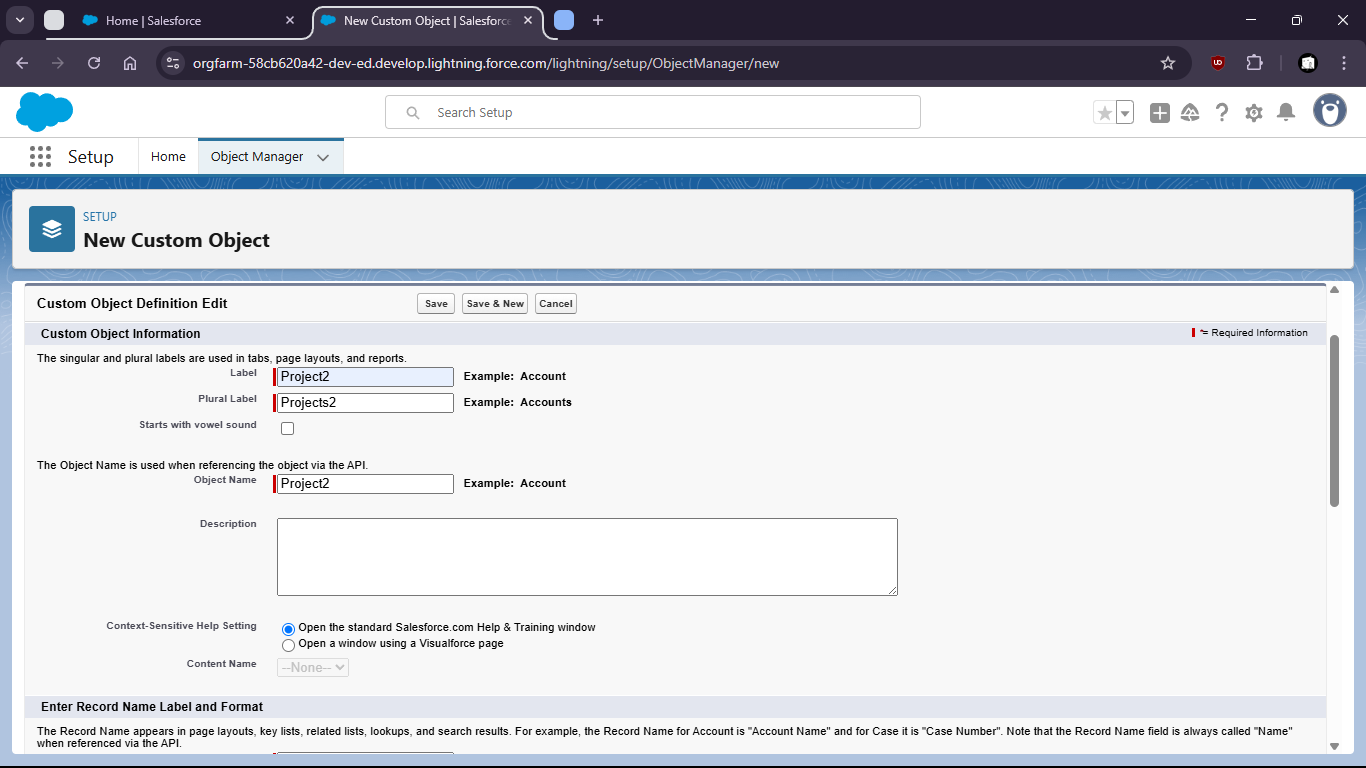 Home | Salesforce
New Custom Object | Salesforce
orgfarm-58cb620a42-dev-ed.develop.lightning.force.com/lightning/setup/ObjectManager/new
Search Setup
Setup
Home
Object Manager
SETUP
New Custom Object
Custom Object Definition Edit
Save
Save & New
Cancel
Custom Object Information
= Required Information
The singular and plural labels are used in tabs, page layouts, and reports.
Label
Project2
Example: Account
Plural Label
Projects2
Example: Accounts
Starts with vowel sound
The Object Name is used when referencing the object via the API.
Object Name
Project2
Example: Account
Description
Context-Sensitive Help Setting
Open the standard Salesforce.com Help & Training window
Open a window using a Visualforce page
Content Name
--None--
Enter Record Name Label and Format
The Record Name appears in page layouts, key lists, related lists, lookups, and search results. For example, the Record Name for Account is "Account Name" and for Case it is "Case Number". Note that the Record Name field is always called "Name"
when referenced via the API.